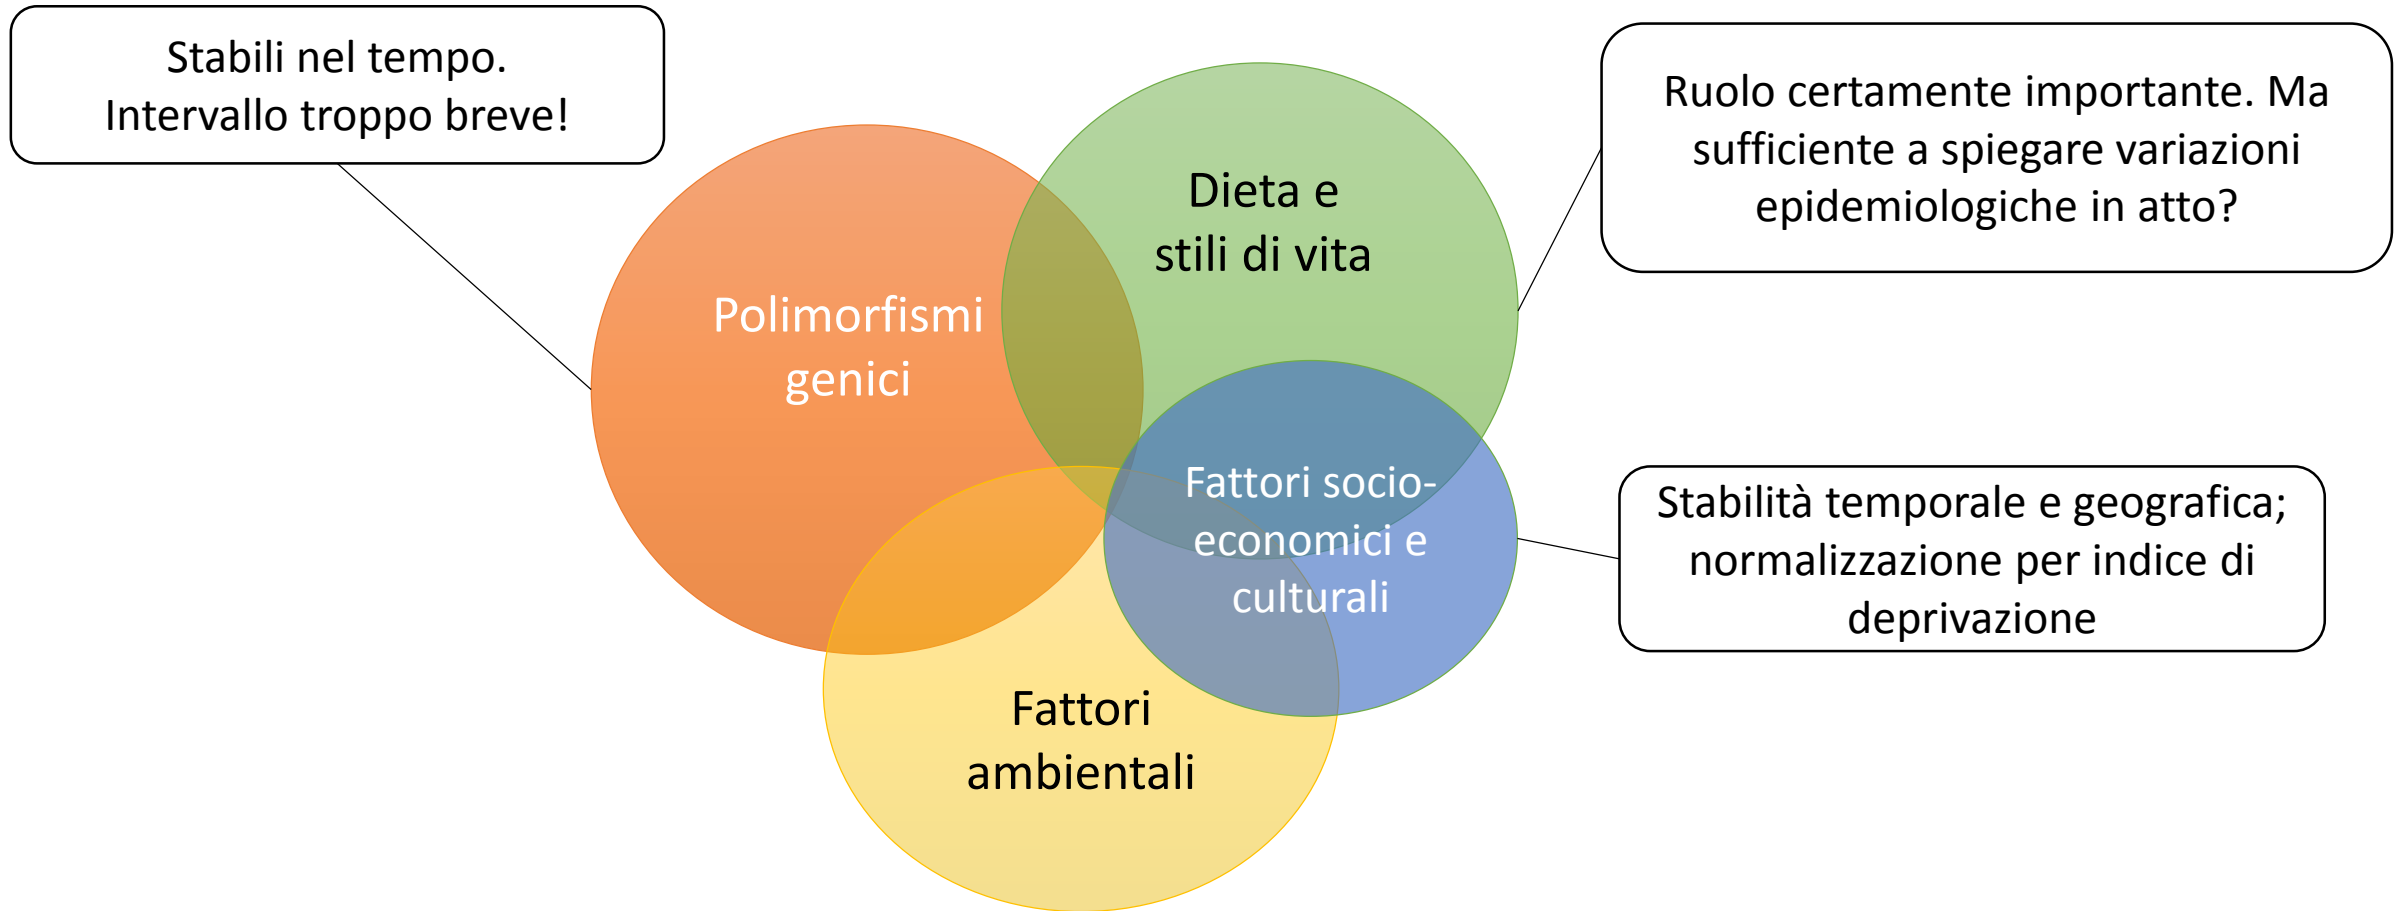 Stabili nel tempo.
Intervallo troppo breve!
Ruolo certamente importante. Ma
sufficiente a spiegare variazioni
epidemiologiche in atto?
Dieta e
stili di vita
Polimorfismi
genici
Fattori socio-
economici e
culturali
Stabilità temporale e geografica;
normalizzazione per indice di
deprivazione
Fattori
ambientali